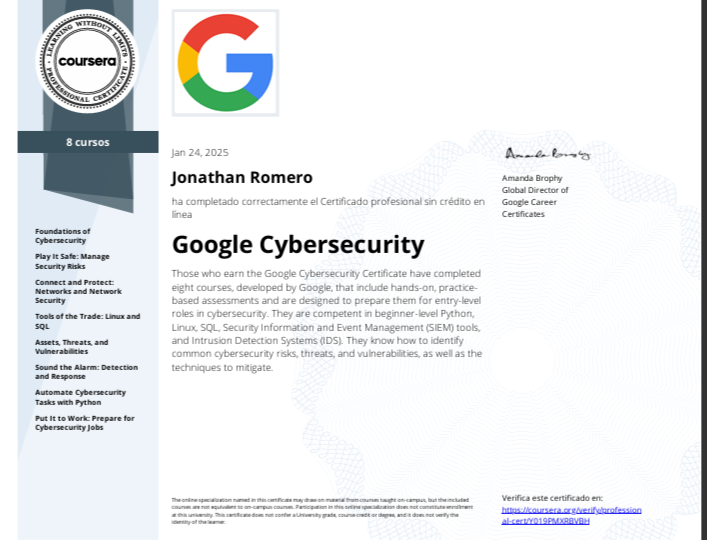 LEARNING WITHOUT LIMITS
coursera
PROFESSIONAL CERTIFICATE
8 cursos
Foundations of
Cybersecurity
Play It Safe: Manage
Security Risks
Connect and Protect:
Networks and Network
Security
Tools of the Trade: Linux and
SQL
Assets, Threats, and
Vulnerabilities
Sound the Alarm: Detection
and Response
Automate Cybersecurity
Tasks with Python
Put It to Work: Prepare for
Cybersecurity Jobs
G
Jan 24, 2025
Jonathan Romero
ha completado correctamente el Certificado profesional sin crédito en
línea
Google Cybersecurity
Those who earn the Google Cybersecurity Certificate have completed
eight courses, developed by Google, that include hands-on, practice-
based assessments and are designed to prepare them for entry-level
roles in cybersecurity. They are competent in beginner-level Python,
Linux, SQL, Security Information and Event Management (SIEM) tools,
and Intrusion Detection Systems (IDS). They know how to identify
common cybersecurity risks, threats, and vulnerabilities, as well as the
techniques to mitigate.
Amanda Brophy
Amanda Brophy
Global Director of
Google Career
Certificates
The online specialization named in this certificate may draw on material from courses taught on-campus, but the included
courses are not equivalent to on-campus courses. Participation in this online specialization does not constitute enrollment
at this university. This certificate does not confer a University grade, course credit or degree, and it does not verify the
identity of the learner.
Verifica este certificado en:
https://coursera.org/verify/profession
al-cert/Y019PMXRBVBH